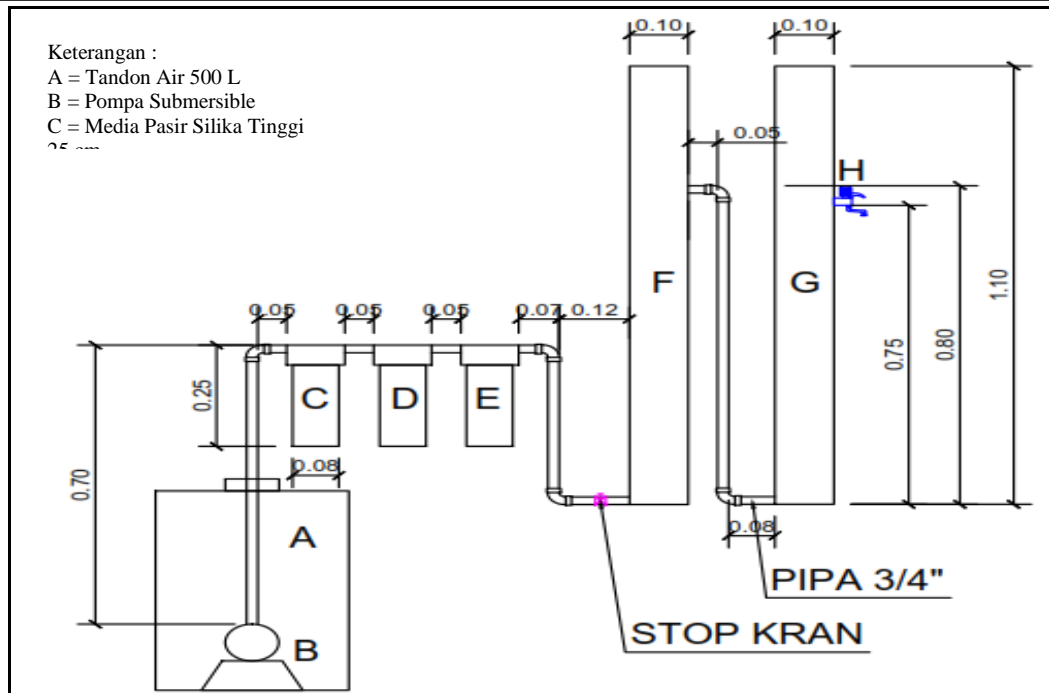 Keterangan :
A = Tandon Air 500 L
B = Pompa Submersible
C = Media Pasir Silika Tinggi
25 cm
0.10 0.10
0.05
H
F G
1.10
0.80
0.75
0.05 0.05 0.05 0.07 0.12
C D E
0.25
0.08
0.70
A
0.08
B
PIPA 3/4"
STOP KRAN